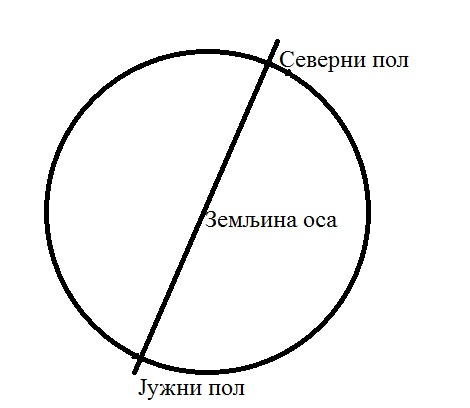 Северни пол
Земљина оса
Јужни пол